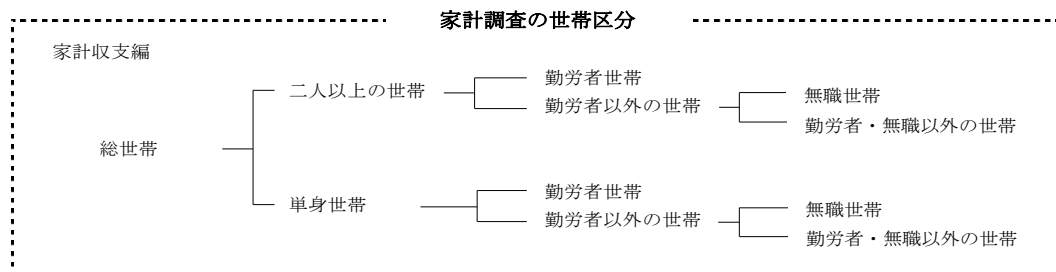 家計調査の世帯区分
家計収支編
総世帯
二人以上の世帯
勤労者世帯
勤労者以外の世帯
無職世帯
勤労者・無職以外の世帯
単身世帯
勤労者世帯
勤労者以外の世帯
無職世帯
勤労者・無職以外の世帯